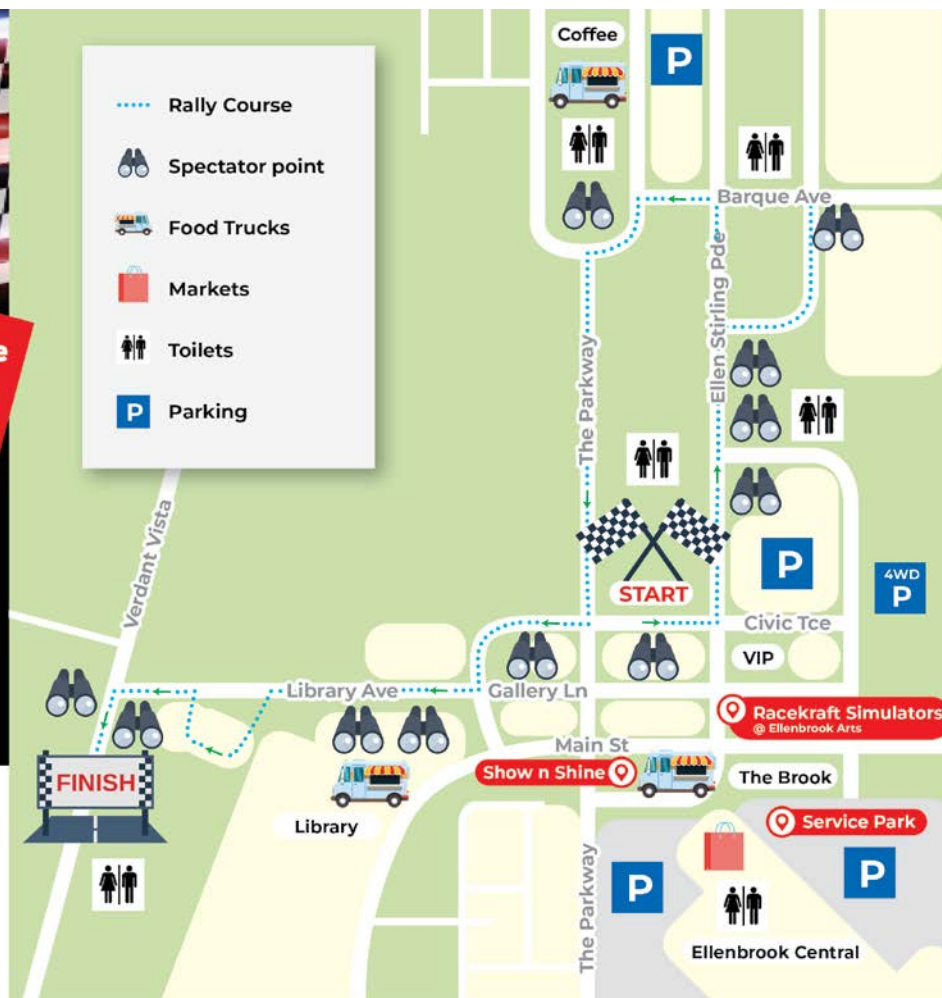 e
Rally Course
Spectator point
Food Trucks
Markets
Toilets
P
Parking
Coffee
P
Barque Ave
Ellen Stirling Pde
The Parkway
Verdant Vista
START
P
4WD
P
Civic Tce
VIP
Library Ave
Gallery Ln
Racekraft Simulators
@ Ellenbrook Arts
Main St
Show n Shine
The Brook
FINISH
Library
Service Park
P
P
The Parkway
Ellenbrook Central